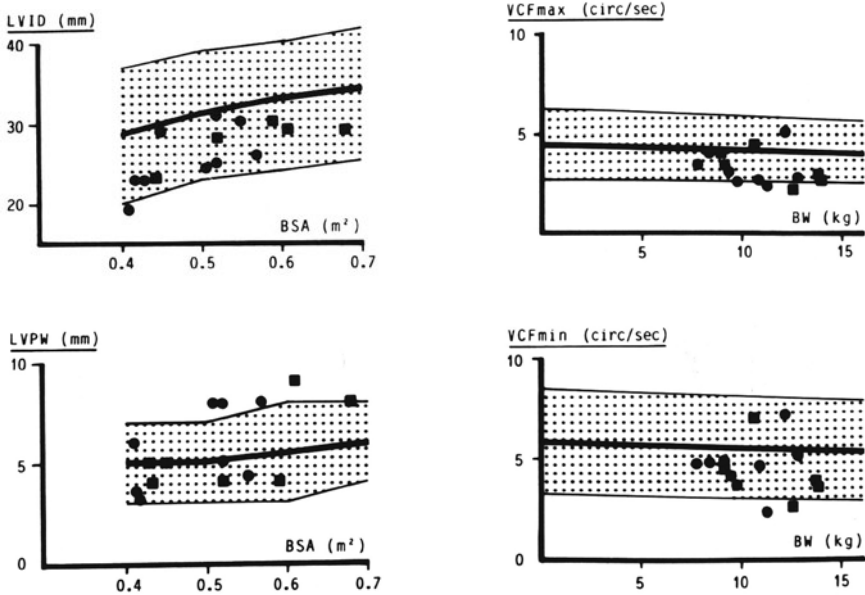 LVID (mm)
40
30
20
BSA (m²)
0.4 0.5 0.6 0.7
VCFmax (circ/sec)
10
5
BW (kg)
5 10 15
LVPW (mm)
10
5
0
BSA (m²)
0.4 0.5 0.6 0.7
VCFmin (circ/sec)
10
5
0
BW (kg)
5 10 15